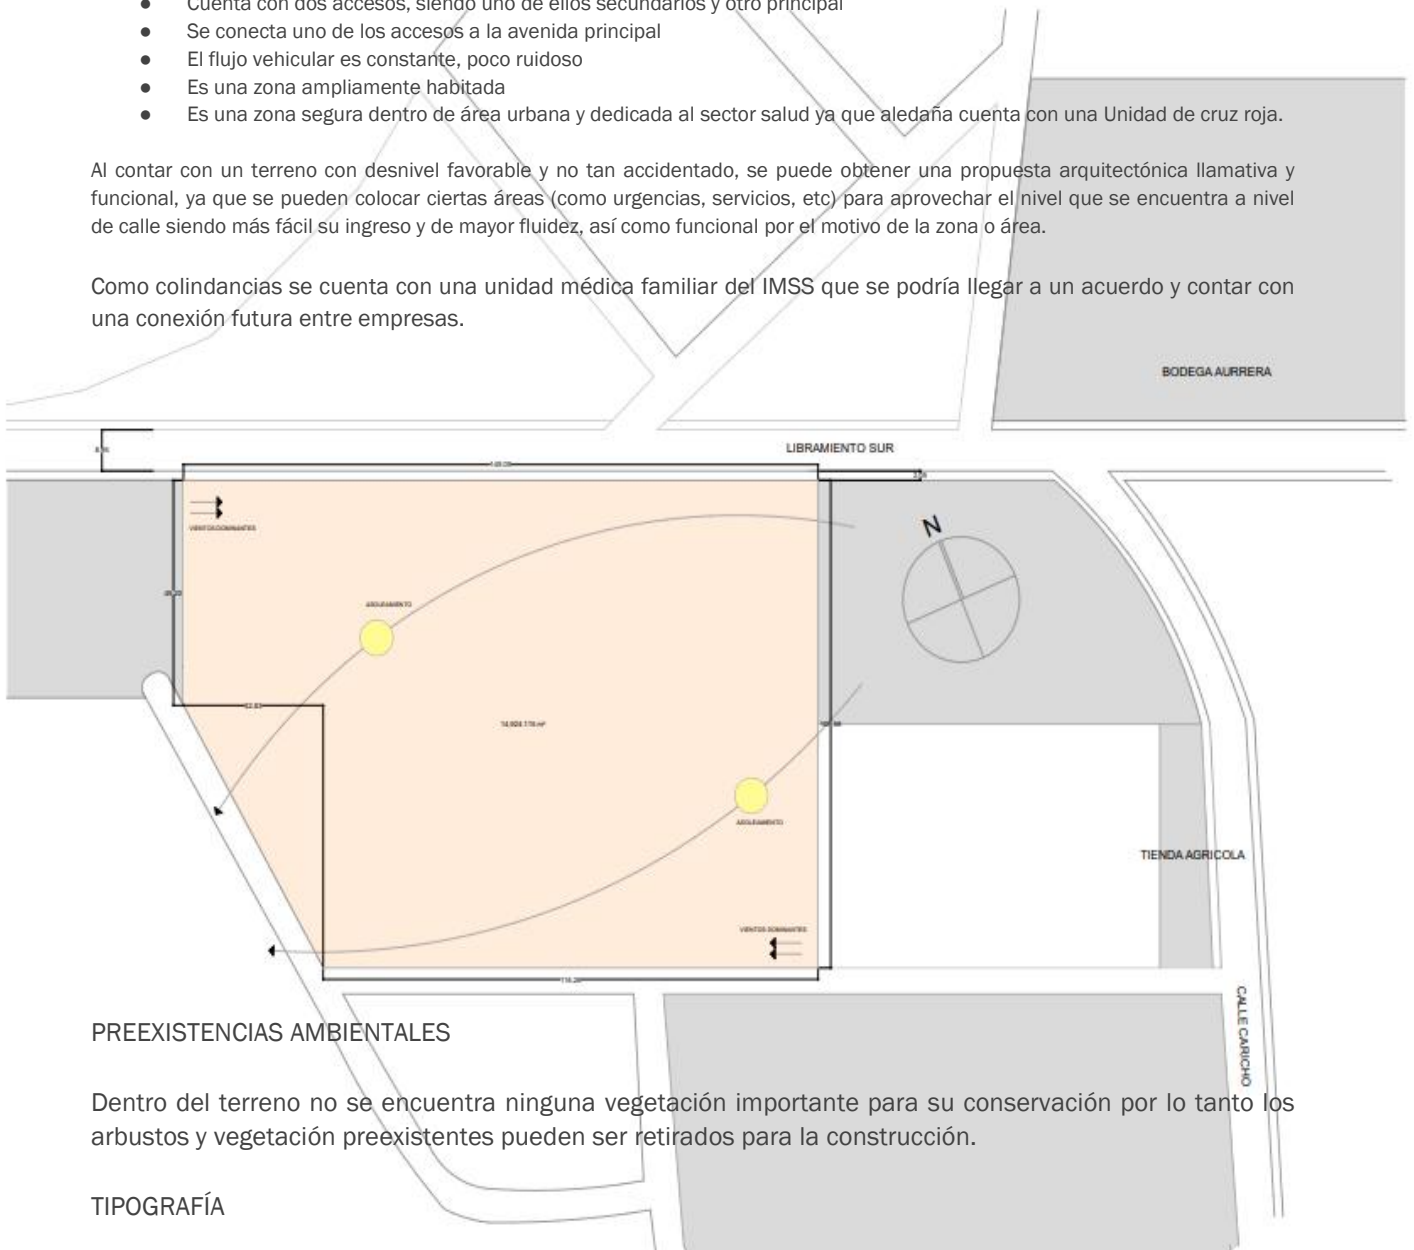 ● Cuenta con dos accesos, siendo uno de ellos secundarios y otro principal
● Se conecta uno de los accesos a la avenida principal
● El flujo vehicular es constante, poco ruidoso
● Es una zona ampliamente habitada
● Es una zona segura dentro de área urbana y dedicada al sector salud ya que aledaña cuenta con una Unidad de cruz roja.
Al contar con un terreno con desnivel favorable y no tan accidentado, se puede obtener una propuesta arquitectónica llamativa y
funcional, ya que se pueden colocar ciertas áreas (como urgencias, servicios, etc) para aprovechar el nivel que se encuentra a nivel
de calle siendo más fácil su ingreso y de mayor fluidez, así como funcional por el motivo de la zona o área.
Como colindancias se cuenta con una unidad médica familiar del IMSS que se podría llegar a un acuerdo y contar con
una conexión futura entre empresas.
BODEGA AURRERA
LIBRAMIENTO SUR
N
VIENTOS DOMINANTES
ASOLEAMIENTO
ASOLEAMIENTO
TIENDA AGRICOLA
VIENTOS DOMINANTES
CALLE CARICHO
PREEXISTENCIAS AMBIENTALES
Dentro del terreno no se encuentra ninguna vegetación importante para su conservación por lo tanto los
arbustos y vegetación preexistentes pueden ser retirados para la construcción.
TIPOGRAFÍA